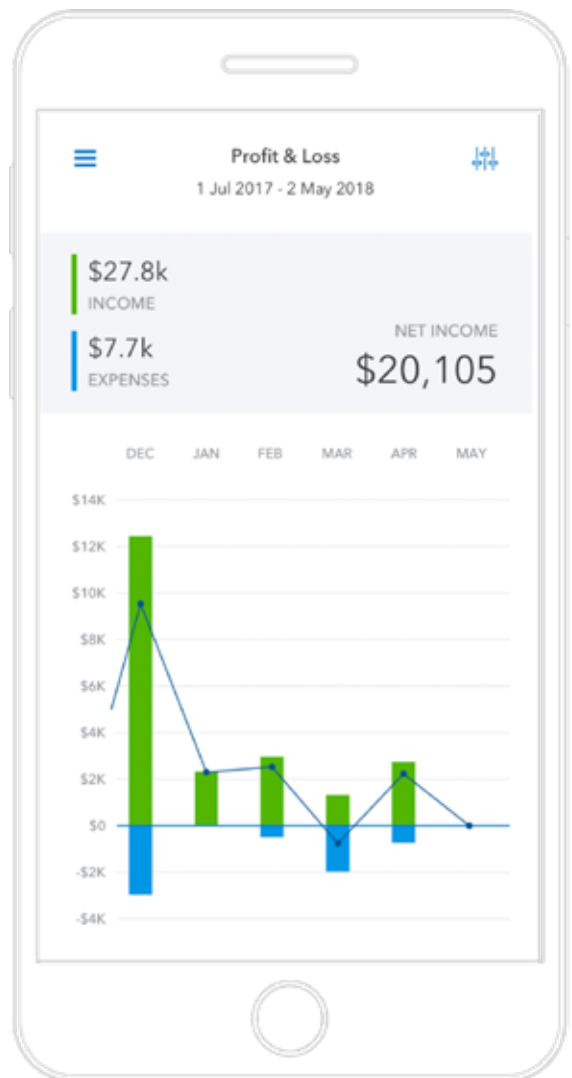 Profit & Loss
1 Jul 2017 - 2 May 2018
$27.8k
INCOME
$7.7k
EXPENSES
NET INCOME
$20,105
DEC JAN FEB MAR APR MAY
$14K
$12K
$10K
$8K
$6K
$4K
$2K
$0
-$2K
-$4K